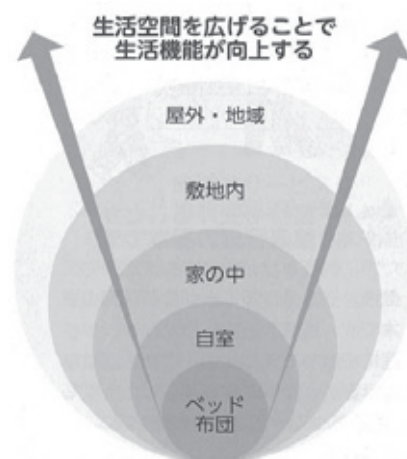 生活空間を広げることで
生活機能が向上する
屋外・地域
敷地内
家の中
自室
ベッド
布団